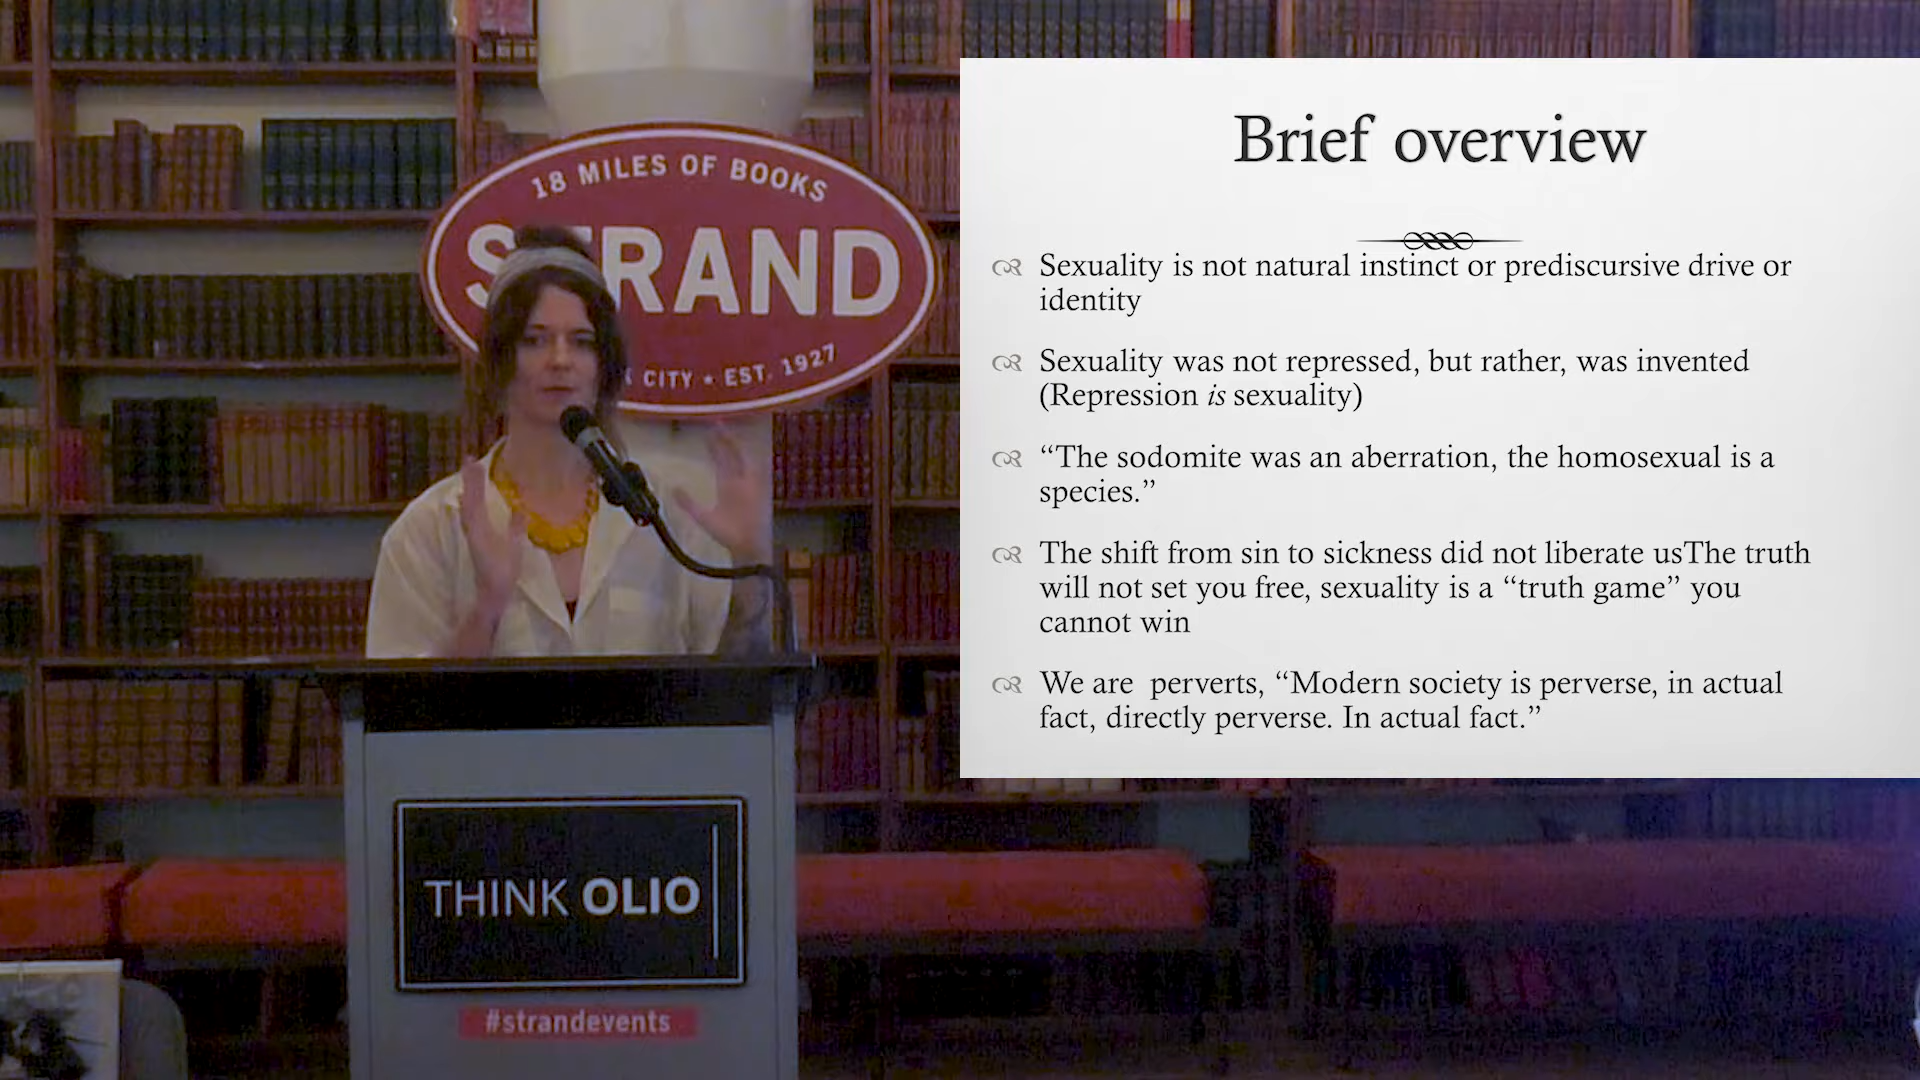 18 MILES OF BOOKS
STRAND
CITY ★ EST. 1927
THINK OLIO
#strandevents
Brief overview
Sexuality is not natural instinct or prediscursive drive or
identity
Sexuality was not repressed, but rather, was invented
(Repression is sexuality)
“The sodomite was an aberration, the homosexual is a
species.”
The shift from sin to sickness did not liberate usThe truth
will not set you free, sexuality is a “truth game” you
cannot win
We are  perverts, “Modern society is perverse, in actual
fact, directly perverse. In actual fact.”